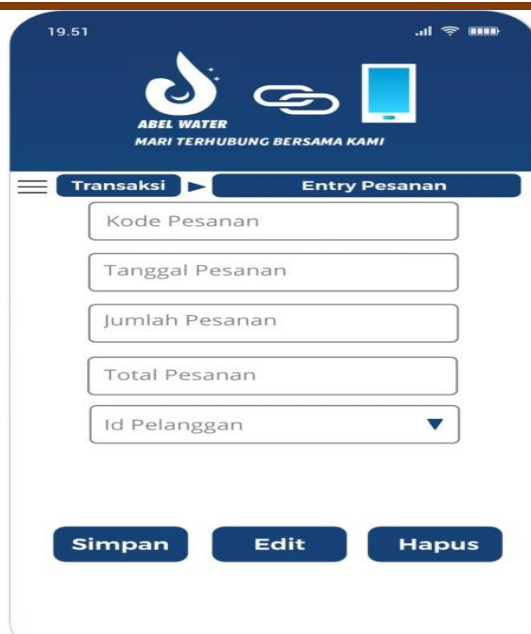 19.51
ABEL WATER
MARI TERHUBUNG BERSAMA KAMI
Transaksi Entry Pesanan
Kode Pesanan
Tanggal Pesanan
Jumlah Pesanan
Total Pesanan
Id Pelanggan
Simpan Edit Hapus